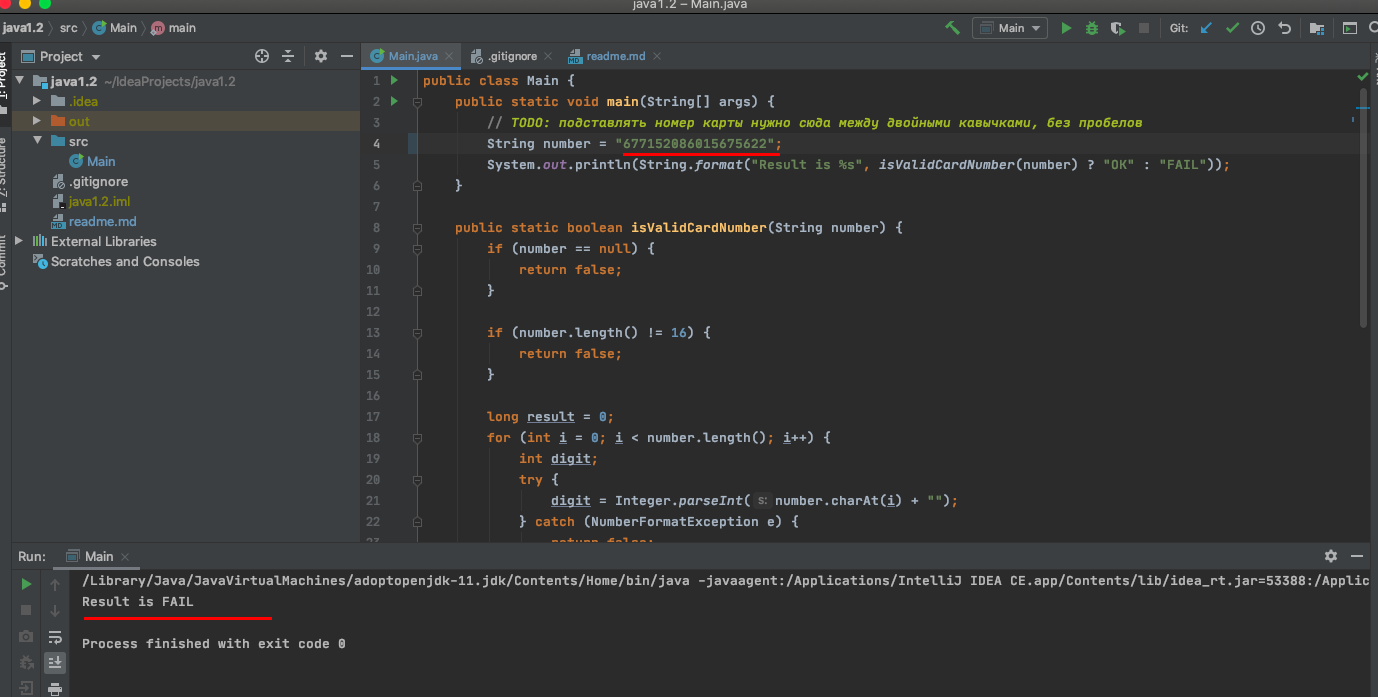 java1.2 – Main.java
java1.2 src Main main
Main Git:
Project
Main.java .gitignore readme.md
1: Project
Structure
Commit
java1.2 ~/IdeaProjects/java1.2
.idea
out
src
Main
.gitignore
java1.2.iml
readme.md
External Libraries
Scratches and Consoles
1 public class Main {
2 public static void main(String[] args) {
3 // TODO: подставлять номер карты нужно сюда между двойными кавычками, без пробелов
4 String number = "677152086015675622";
5 System.out.println(String.format("Result is %s", isValidCardNumber(number) ? "OK" : "FAIL"));
6 }
7
8 public static boolean isValidCardNumber(String number) {
9 if (number == null) {
10 return false;
11 }
12
13 if (number.length() != 16) {
14 return false;
15 }
16
17 long result = 0;
18 for (int i = 0; i < number.length(); i++) {
19 int digit;
20 try {
21 digit = Integer.parseInt( s: number.charAt(i) + "");
22 } catch (NumberFormatException e) {
23 return false;
Run: Main
/Library/Java/JavaVirtualMachines/adoptopenjdk-11.jdk/Contents/Home/bin/java -javaagent:/Applications/IntelliJ IDEA CE.app/Contents/lib/idea_rt.jar=53388:/Applic
Result is FAIL
Process finished with exit code 0